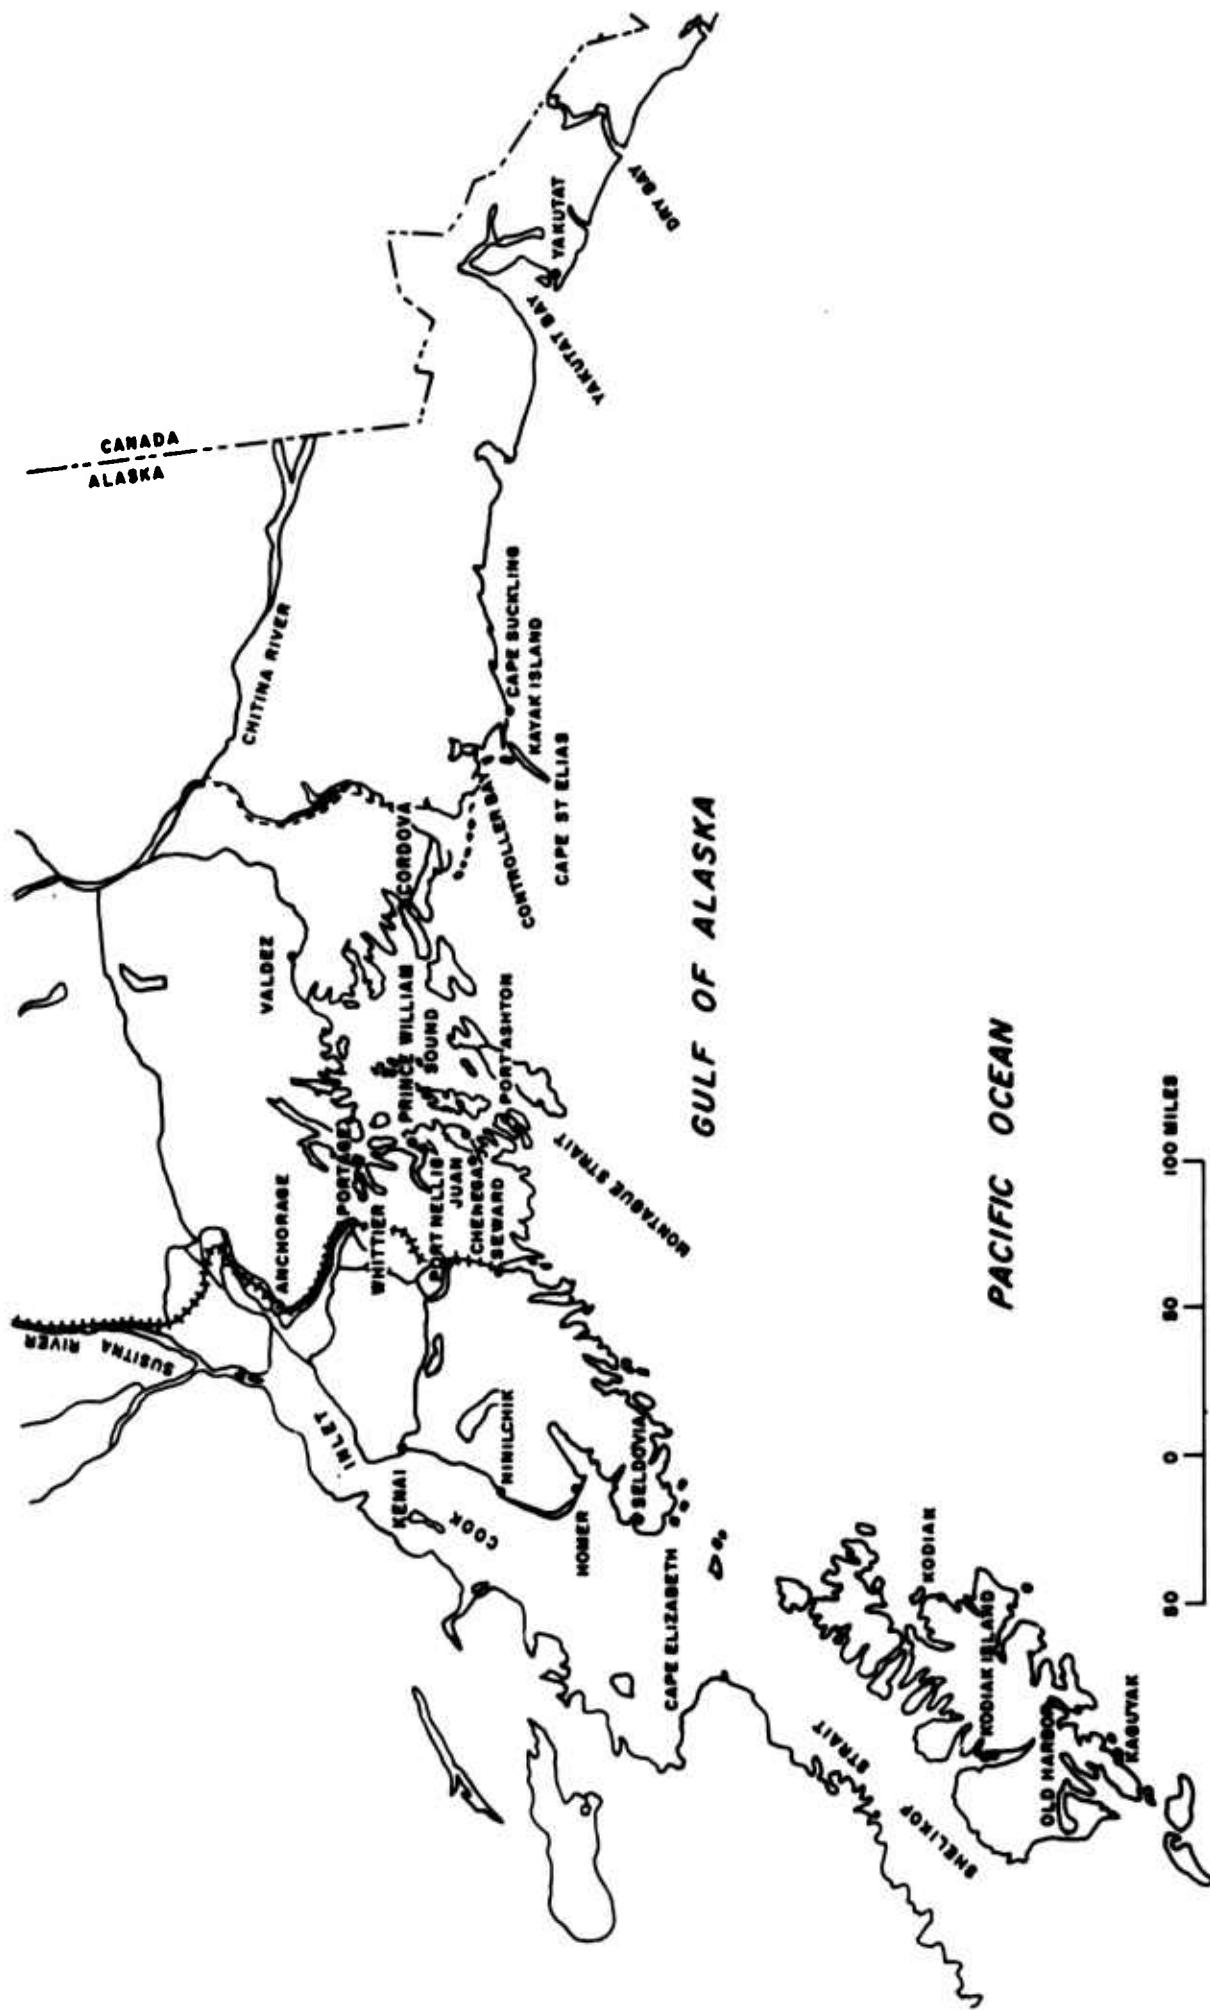 CANADA
ALASKA
CHITINA RIVER
YAKUTAT
DRY BAY
YAKUTAT BAY
CAPE SUCKLING
KAYAK ISLAND
CAPE ST ELIAS
CONTROLLER BAY
CORDOVA
VALDEZ
PRINCE WILLIAM
SOUND
PORT ASHTON
MONTAGUE STRAIT
PORTAGE
ANCHORAGE
WHITTIER
PORT NELLIE
JUAN
CHENEGA
SEWARD
SUSITNA
RIVER
COOK
INLET
KENAI
NINILCHIK
HOMER
SELDOVIA
CAPE ELIZABETH
GULF OF ALASKA
PACIFIC OCEAN
KODIAK
KODIAK ISLAND
OLD HARBOR
KAGUYAK
SHELIKOF
STRAIT
50 0 50 100 MILES